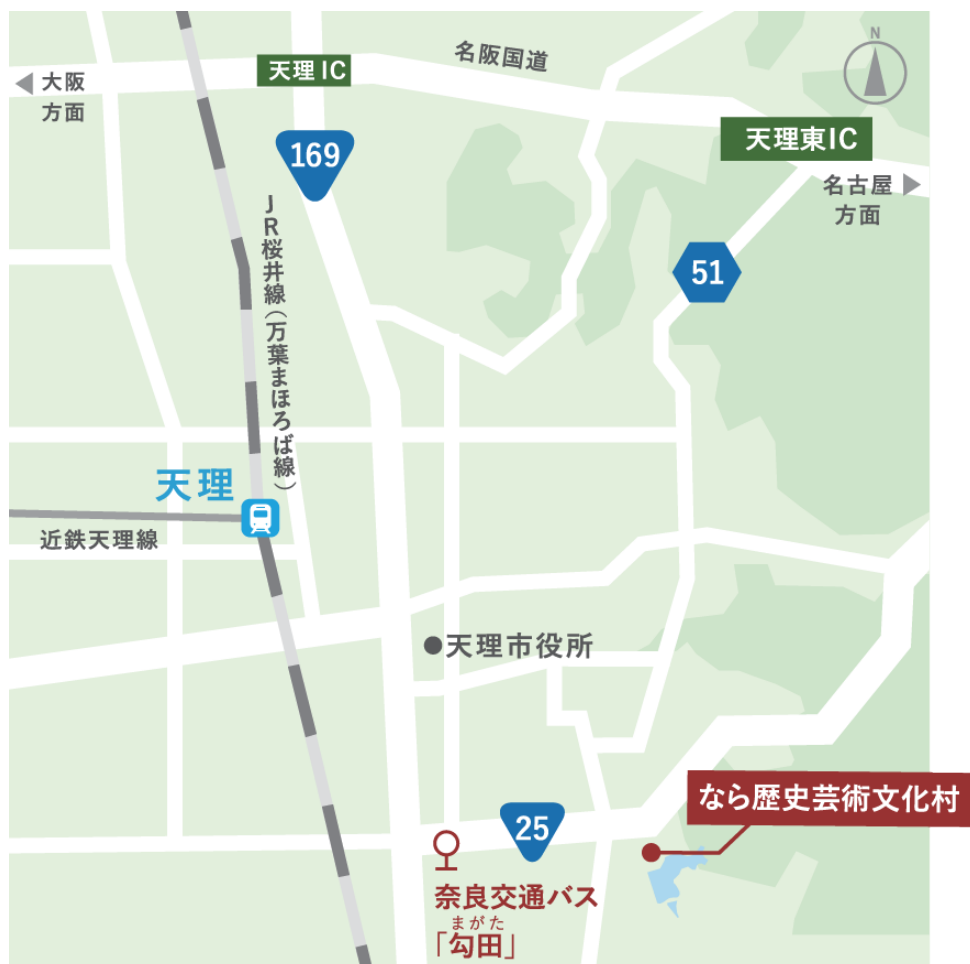 N
名阪国道
天理IC
大阪
方面
天理東IC
169
名古屋
方面
JR桜井線(万葉まほろば線)
51
天理
近鉄天理線
天理市役所
なら歴史芸術文化村
25
奈良交通バス
まがた
「勾田」